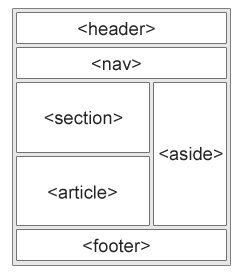 <header>
<nav>
<section>
<aside>
<article>
<footer>